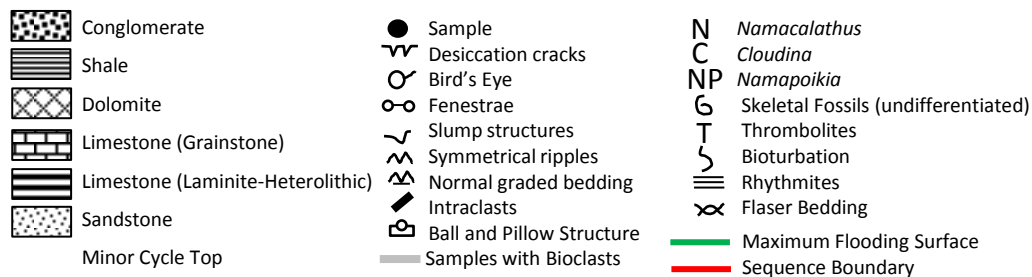 Conglomerate
Shale
Dolomite
Limestone (Grainstone)
Limestone (Laminite-Heterolithic)
Sandstone
Minor Cycle Top
Sample
Desiccation cracks
Bird's Eye
Fenestrae
Slump structures
Symmetrical ripples
Normal graded bedding
Intraclasts
Ball and Pillow Structure
Samples with Bioclasts
N Namacalathus
C Cloudina
NP Namapoikia
Skeletal Fossils (undifferentiated)
T Thrombolites
Bioturbation
Rhythmites
Flaser Bedding
Maximum Flooding Surface
Sequence Boundary